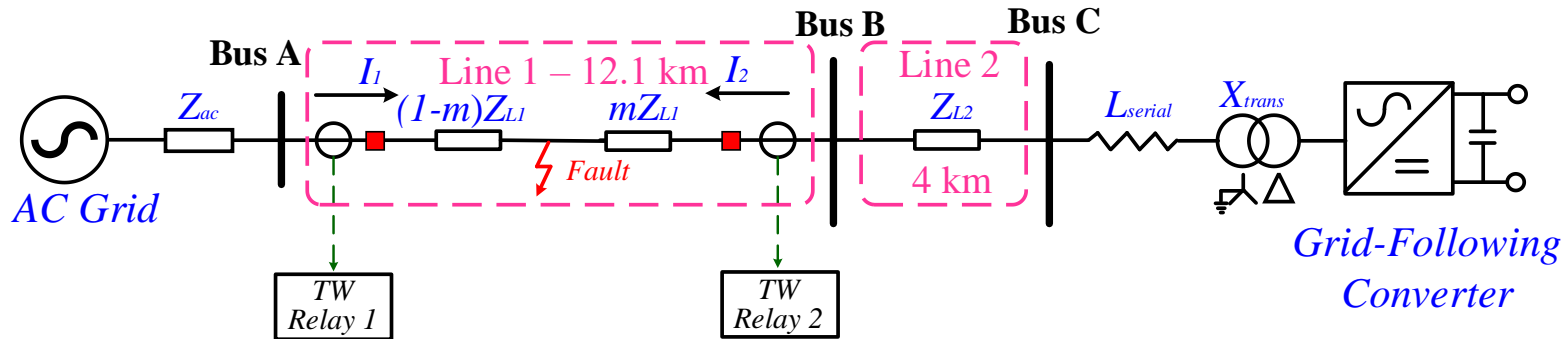 Bus A
Bus B
Bus C
I1
Line 1 – 12.1 km
I2
Line 2
Zac
(1-m)ZL1
mZL1
ZL2
Lserial
Xtrans
Fault
4 km
AC Grid
Grid-Following
Converter
TW
Relay 1
TW
Relay 2